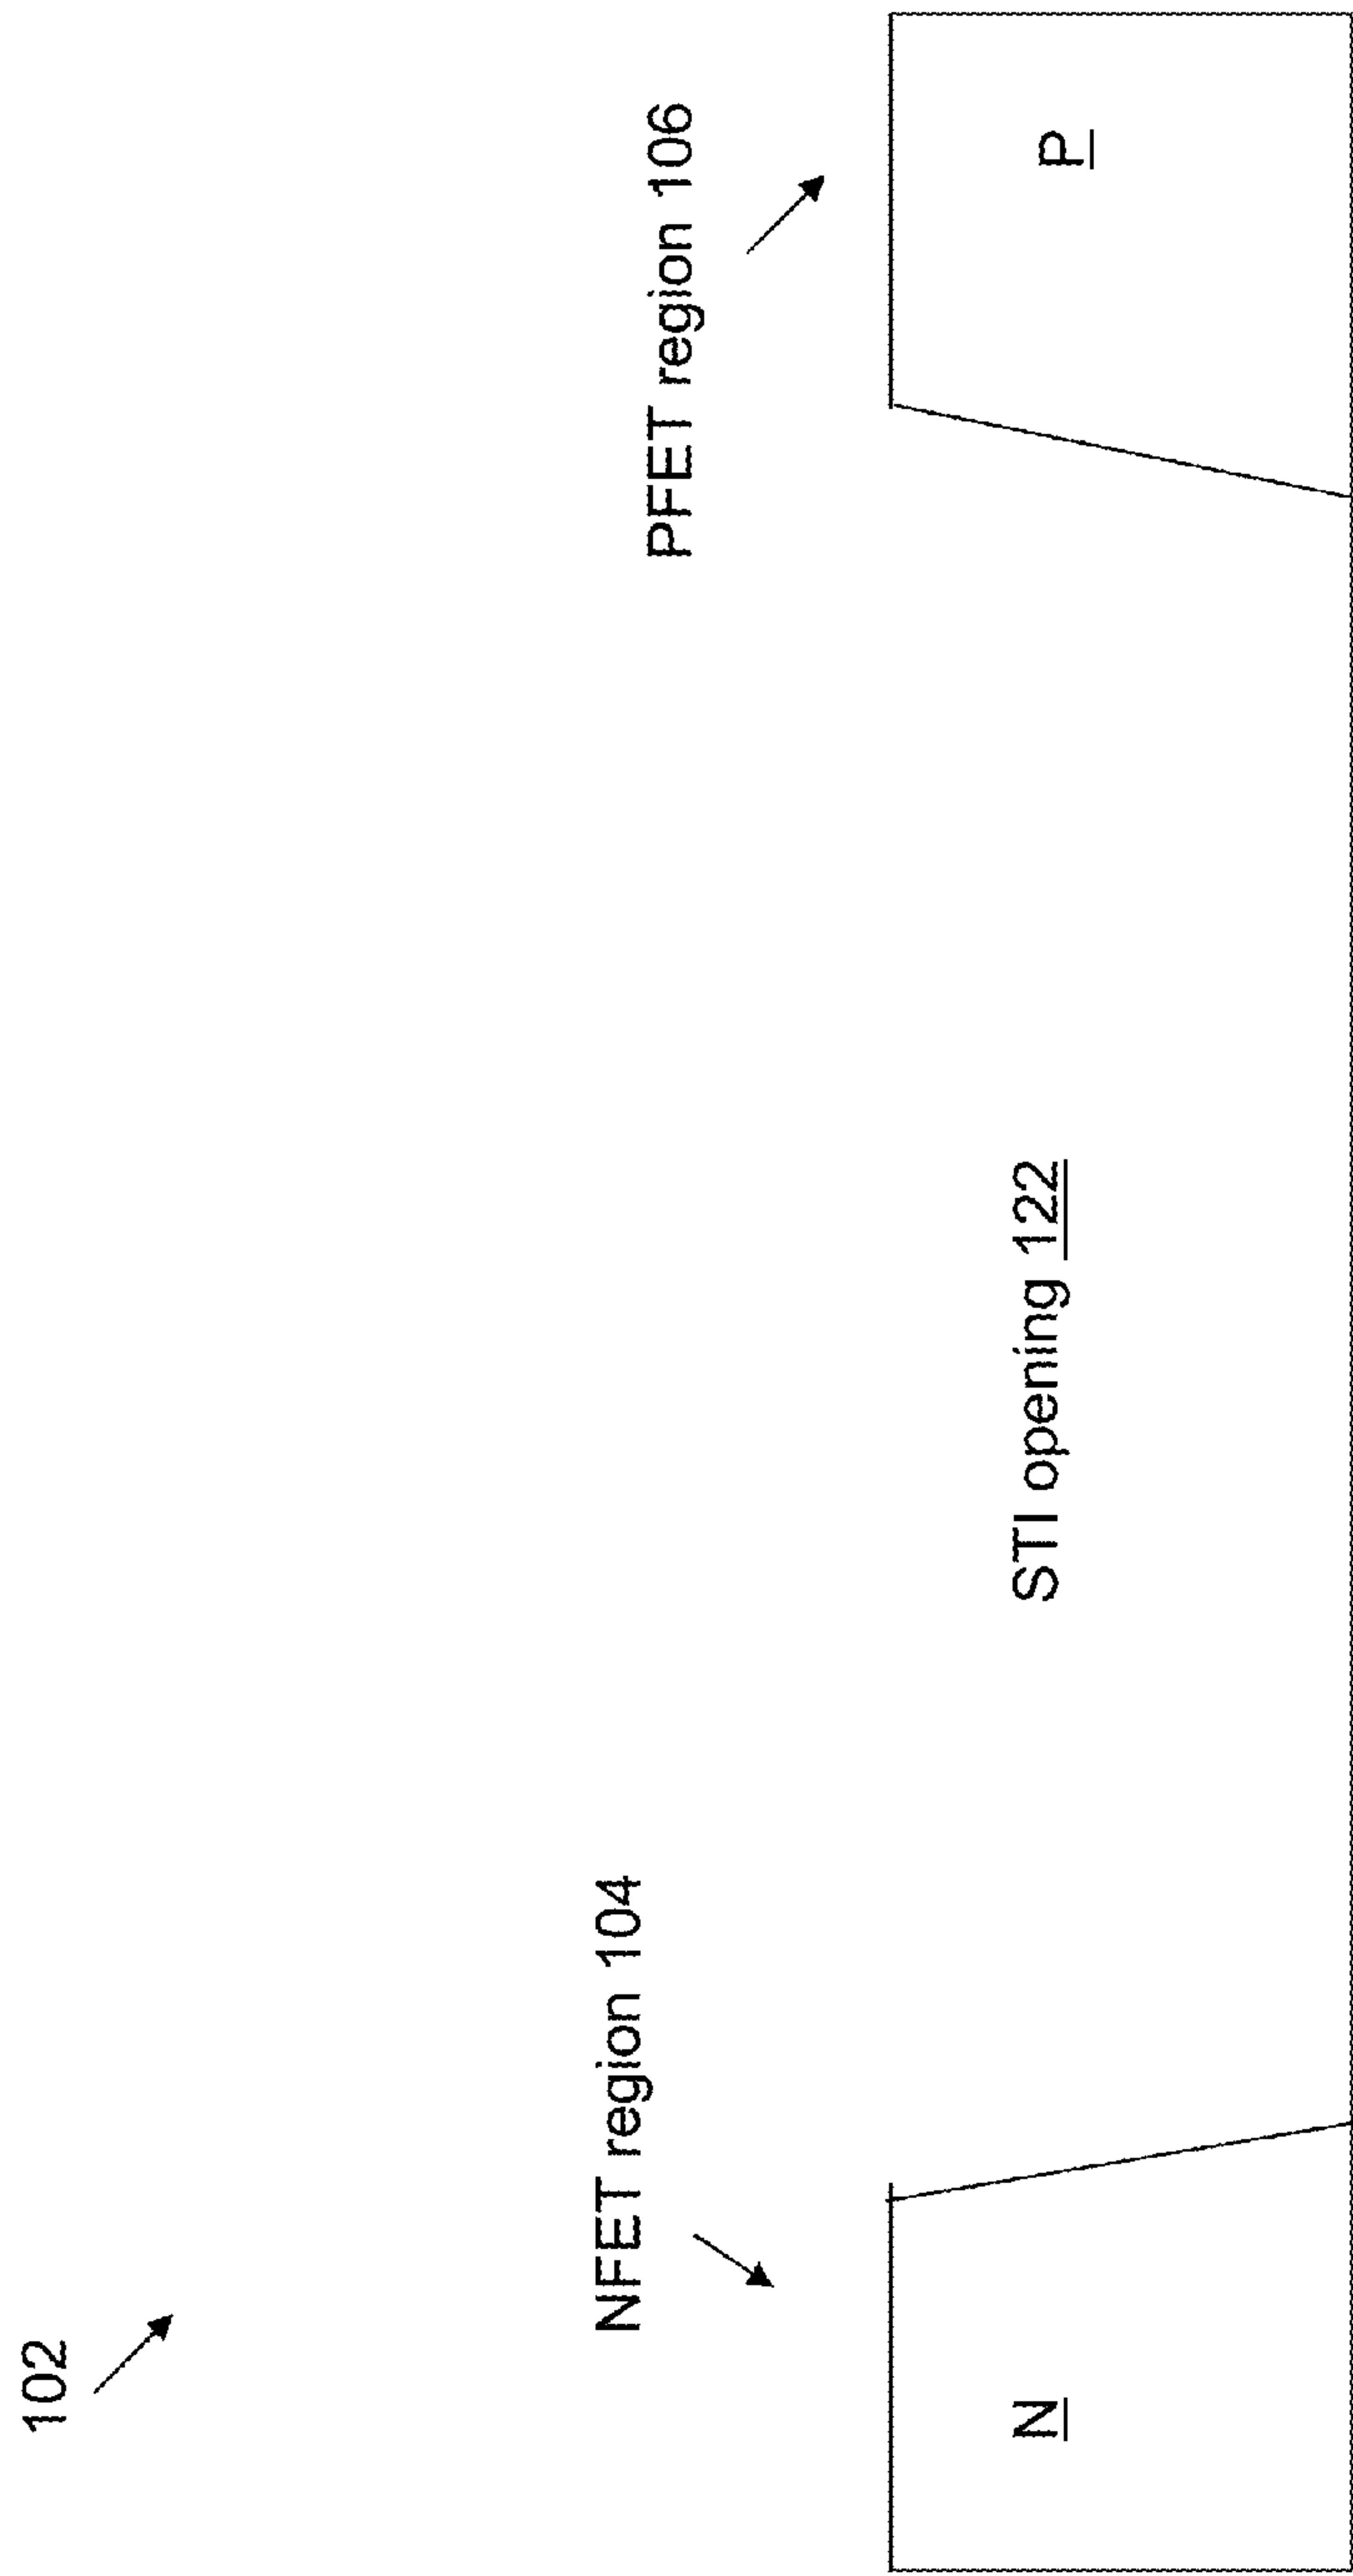 102
NFET region 104
PFET region 106
N
STI opening 122
P